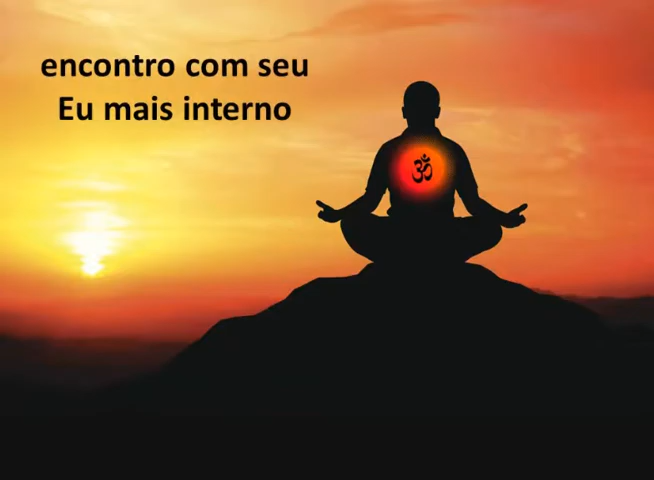 encontro com seu
Eu mais interno
ॐ